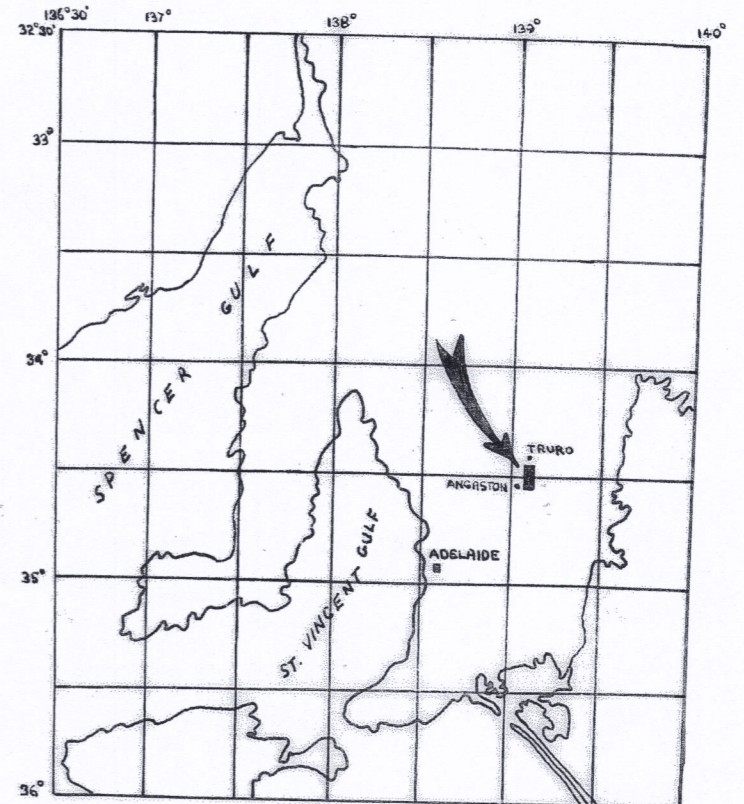 136°30' 137° 138° 139° 140°
32°30'
33°
SPENCER GULF
34°
TRURO
ANGASTON
ADELAIDE
35°
ST. VINCENT GULF
36°